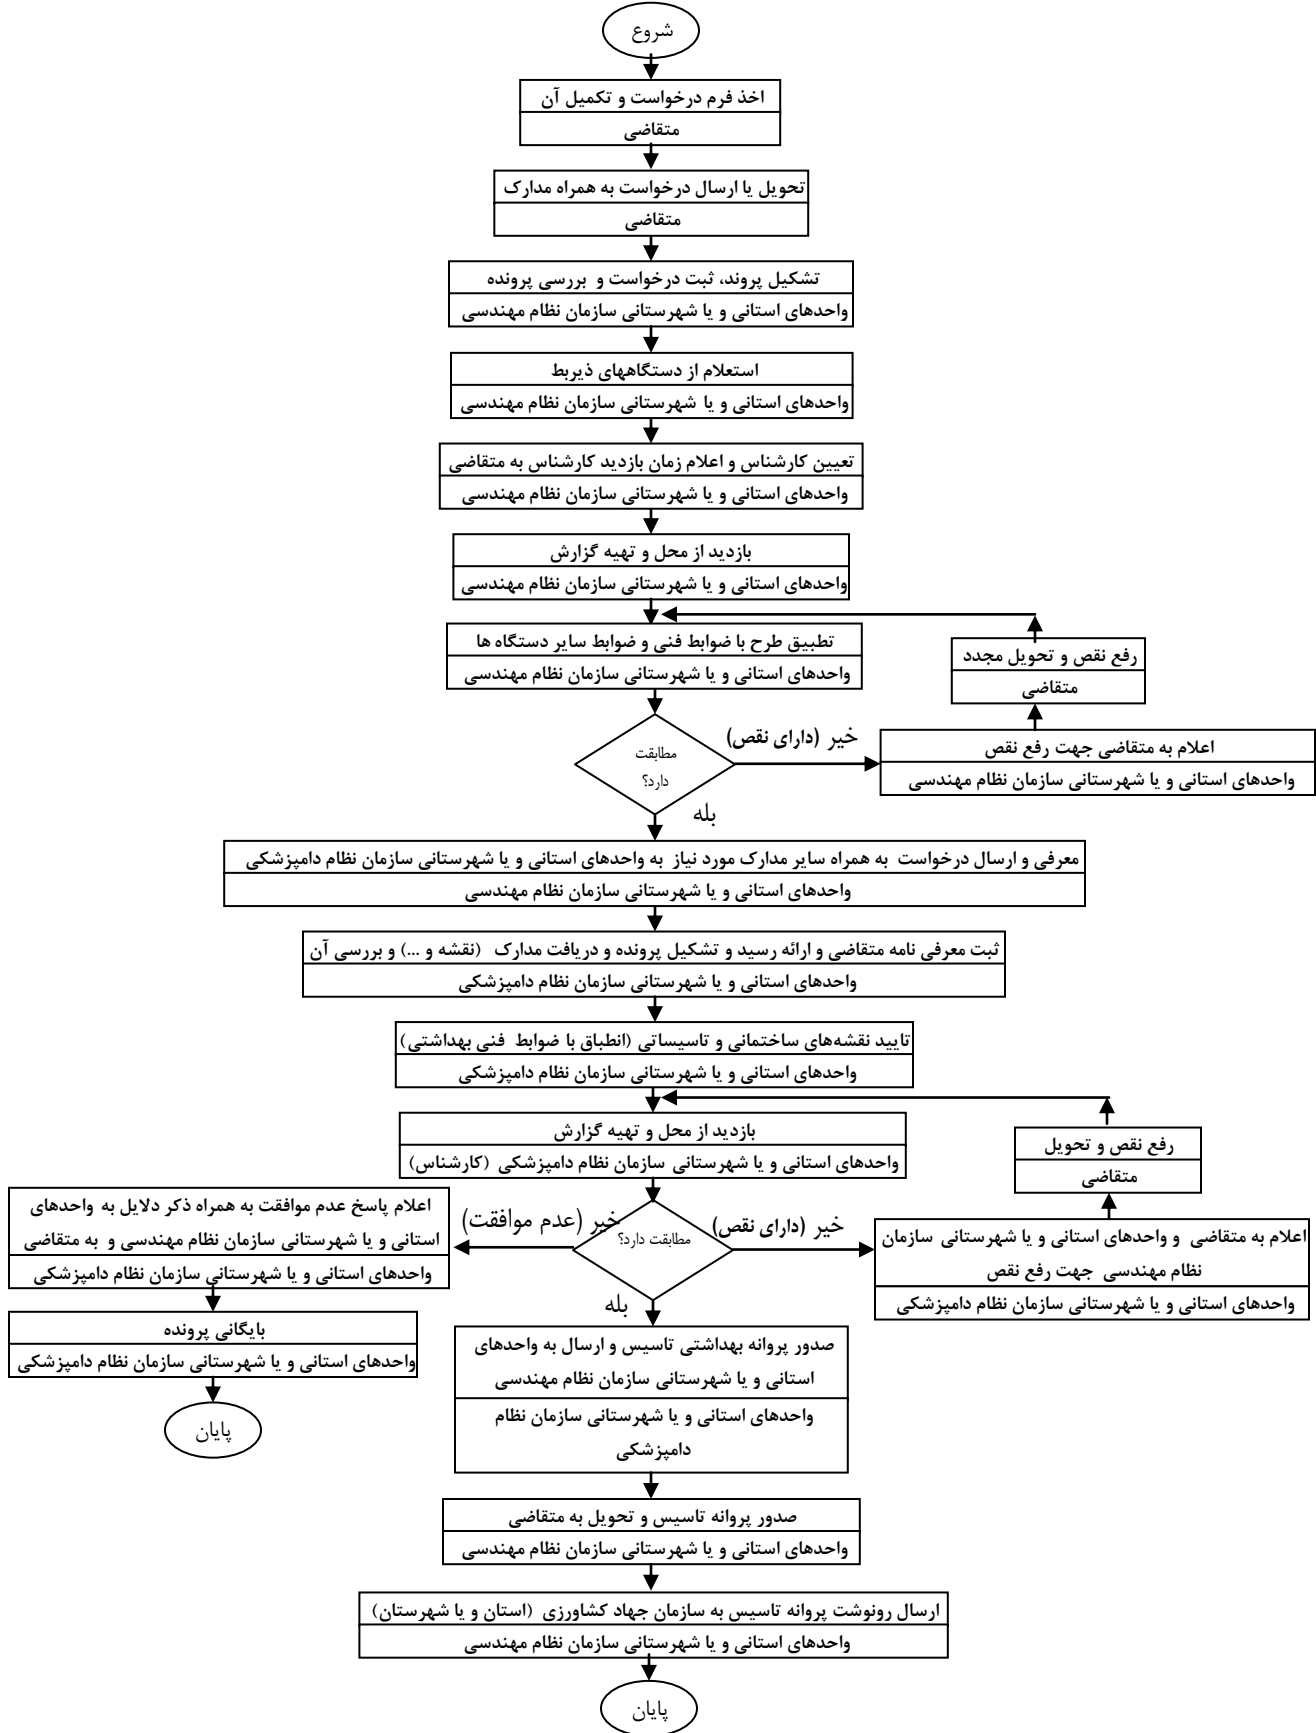 شروع
اخذ فرم درخواست و تکمیل آن
متقاضی
تحویل یا ارسال درخواست به همراه مدارک
متقاضی
تشکیل پروند، ثبت درخواست و بررسی پرونده
واحدهای استانی و یا شهرستانی سازمان نظام مهندسی
استعلام از دستگاههای ذیربط
واحدهای استانی و یا شهرستانی سازمان نظام مهندسی
تعیین کارشناس و اعلام زمان بازدید کارشناس به متقاضی
واحدهای استانی و یا شهرستانی سازمان نظام مهندسی
بازدید از محل و تهیه گزارش
واحدهای استانی و یا شهرستانی سازمان نظام مهندسی
تطبیق طرح با ضوابط فنی و ضوابط سایر دستگاه ها
واحدهای استانی و یا شهرستانی سازمان نظام مهندسی
رفع نقص و تحویل مجدد
متقاضی
مطابقت
دارد؟
خیر (دارای نقص)
اعلام به متقاضی جهت رفع نقص
واحدهای استانی و یا شهرستانی سازمان نظام مهندسی
بله
معرفی و ارسال درخواست به همراه سایر مدارک مورد نیاز به واحدهای استانی و یا شهرستانی سازمان نظام دامپزشکی
واحدهای استانی و یا شهرستانی سازمان نظام مهندسی
ثبت معرفی نامه متقاضی و ارائه رسید و تشکیل پرونده و دریافت مدارک (نقشه و ...) و بررسی آن
واحدهای استانی و یا شهرستانی سازمان نظام دامپزشکی
تایید نقشه‌های ساختمانی و تاسیساتی (انطباق با ضوابط فنی بهداشتی)
واحدهای استانی و یا شهرستانی سازمان نظام دامپزشکی
بازدید از محل و تهیه گزارش
واحدهای استانی و یا شهرستانی سازمان نظام دامپزشکی (کارشناس)
رفع نقص و تحویل
متقاضی
مطابقت دارد؟
خیر (دارای نقص)
اعلام به متقاضی و واحدهای استانی و یا شهرستانی سازمان
نظام مهندسی جهت رفع نقص
واحدهای استانی و یا شهرستانی سازمان نظام دامپزشکی
خیر (عدم موافقت)
اعلام پاسخ عدم موافقت به همراه ذکر دلایل به واحدهای
استانی و یا شهرستانی سازمان نظام مهندسی و به متقاضی
واحدهای استانی و یا شهرستانی سازمان نظام دامپزشکی
بایگانی پرونده
واحدهای استانی و یا شهرستانی سازمان نظام دامپزشکی
پایان
بله
صدور پروانه بهداشتی تاسیس و ارسال به واحدهای
استانی و یا شهرستانی سازمان نظام مهندسی
واحدهای استانی و یا شهرستانی سازمان نظام
دامپزشکی
صدور پروانه تاسیس و تحویل به متقاضی
واحدهای استانی و یا شهرستانی سازمان نظام مهندسی
ارسال رونوشت پروانه تاسیس به سازمان جهاد کشاورزی (استان و یا شهرستان)
واحدهای استانی و یا شهرستانی سازمان نظام مهندسی
پایان